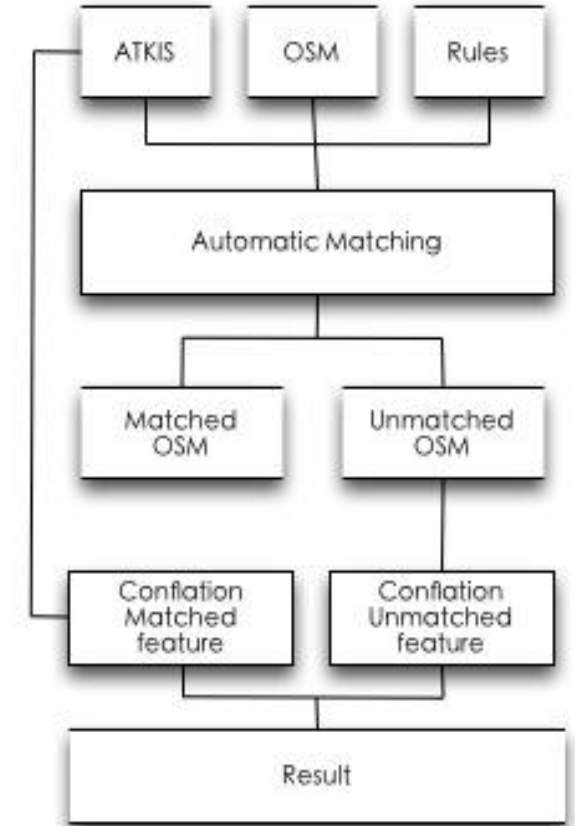 ATKIS
OSM
Rules
Automatic Matching
Matched
OSM
Unmatched
OSM
Conflation
Matched
feature
Conflation
Unmatched
feature
Result